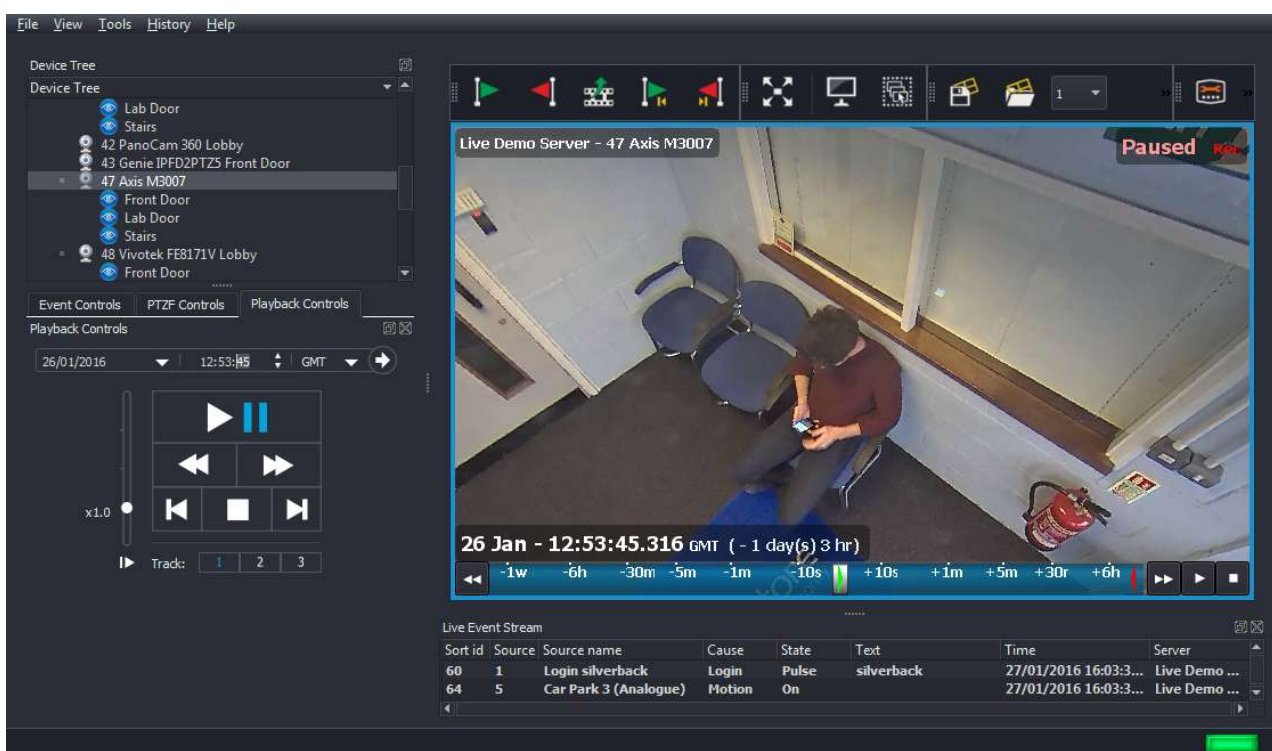 File View Tools History Help
Device Tree
Device Tree
Lab Door
Stairs
42 PanoCam 360 Lobby
43 Genie IPFD2PTZ5 Front Door
47 Axis M3007
Front Door
Lab Door
Stairs
48 Vivotek FE8171V Lobby
Front Door
Event Controls PTZF Controls Playback Controls
Playback Controls
26/01/2016 12:53:45 GMT
x1.0
Track: 1 2 3
1
Live Demo Server - 47 Axis M3007
Paused Rec
26 Jan - 12:53:45.316 GMT ( - 1 day(s) 3 hr)
-1w -6h -30m -5m -1m -10s +10s +1m +5m +30r +6h
Live Event Stream
Sort id Source Source name Cause State Text Time Server
60 1 Login silverback Login Pulse silverback 27/01/2016 16:03:3... Live Demo ...
64 5 Car Park 3 (Analogue) Motion On 27/01/2016 16:03:3... Live Demo ...